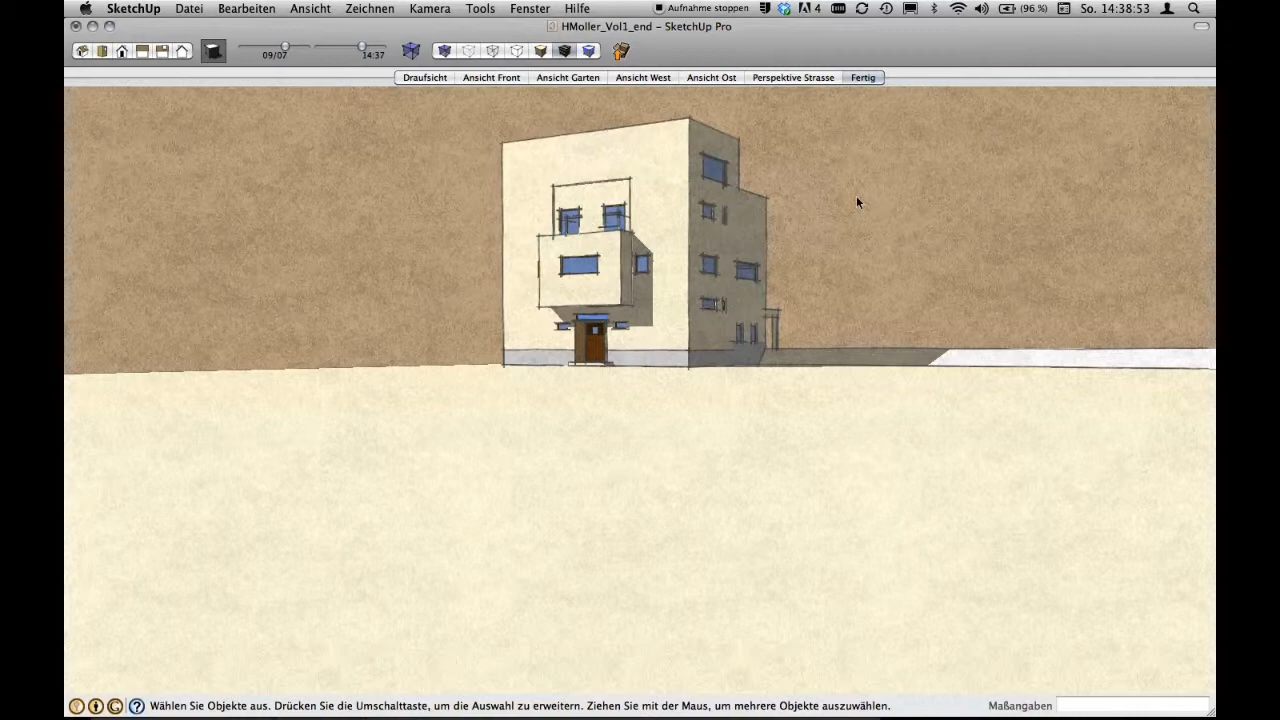 SketchUp Datei Bearbeiten Ansicht Zeichnen Kamera Tools Fenster Hilfe Aufnahme stoppen 4 (96 %) So. 14:38:53
HMoller_Vol1_end – SketchUp Pro
09/07 14:37
Draufsicht Ansicht Front Ansicht Garten Ansicht West Ansicht Ost Perspektive Strasse Fertig
Wählen Sie Objekte aus. Drücken Sie die Umschalttaste, um die Auswahl zu erweitern. Ziehen Sie mit der Maus, um mehrere Objekte auszuwählen. Maßangaben